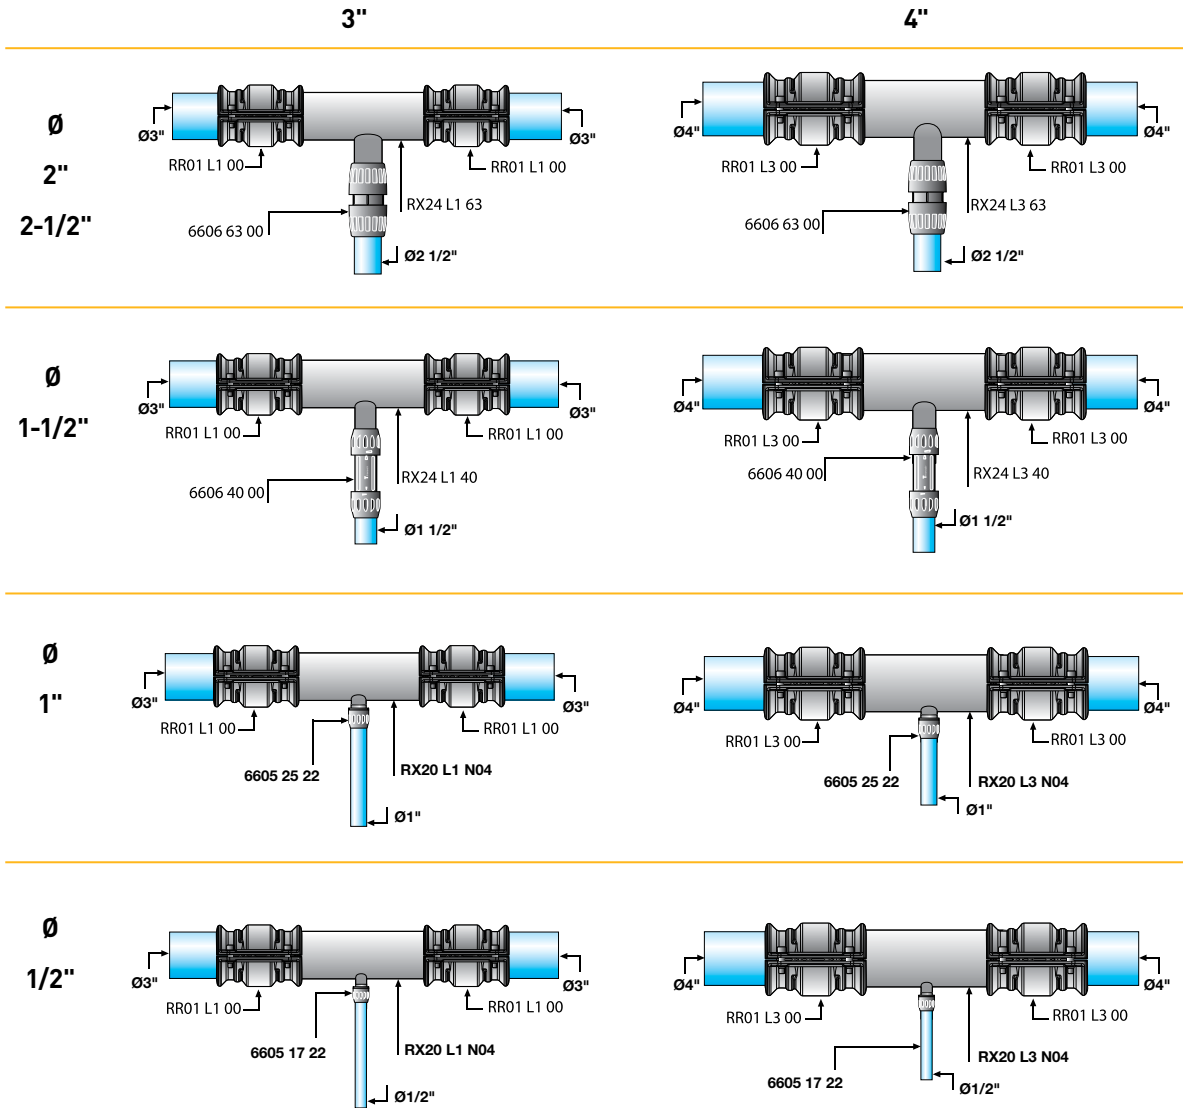 3" 4"
Ø
2"
2-1/2"
Ø3" Ø3"
RR01 L1 00 RR01 L1 00
RX24 L1 63
6606 63 00
Ø2 1/2"
Ø4" Ø4"
RR01 L3 00 RR01 L3 00
RX24 L3 63
6606 63 00
Ø2 1/2"
Ø
1-1/2"
Ø3" Ø3"
RR01 L1 00 RR01 L1 00
RX24 L1 40
6606 40 00
Ø1 1/2"
Ø4" Ø4"
RR01 L3 00 RR01 L3 00
RX24 L3 40
6606 40 00
Ø1 1/2"
Ø
1"
Ø3" Ø3"
RR01 L1 00 RR01 L1 00
6605 25 22 RX20 L1 N04
Ø1"
Ø4" Ø4"
RR01 L3 00 RR01 L3 00
6605 25 22 RX20 L3 N04
Ø1"
Ø
1/2"
Ø3" Ø3"
RR01 L1 00 RR01 L1 00
6605 17 22 RX20 L1 N04
Ø1/2"
Ø4" Ø4"
RR01 L3 00 RR01 L3 00
RX20 L3 N04
6605 17 22
Ø1/2"